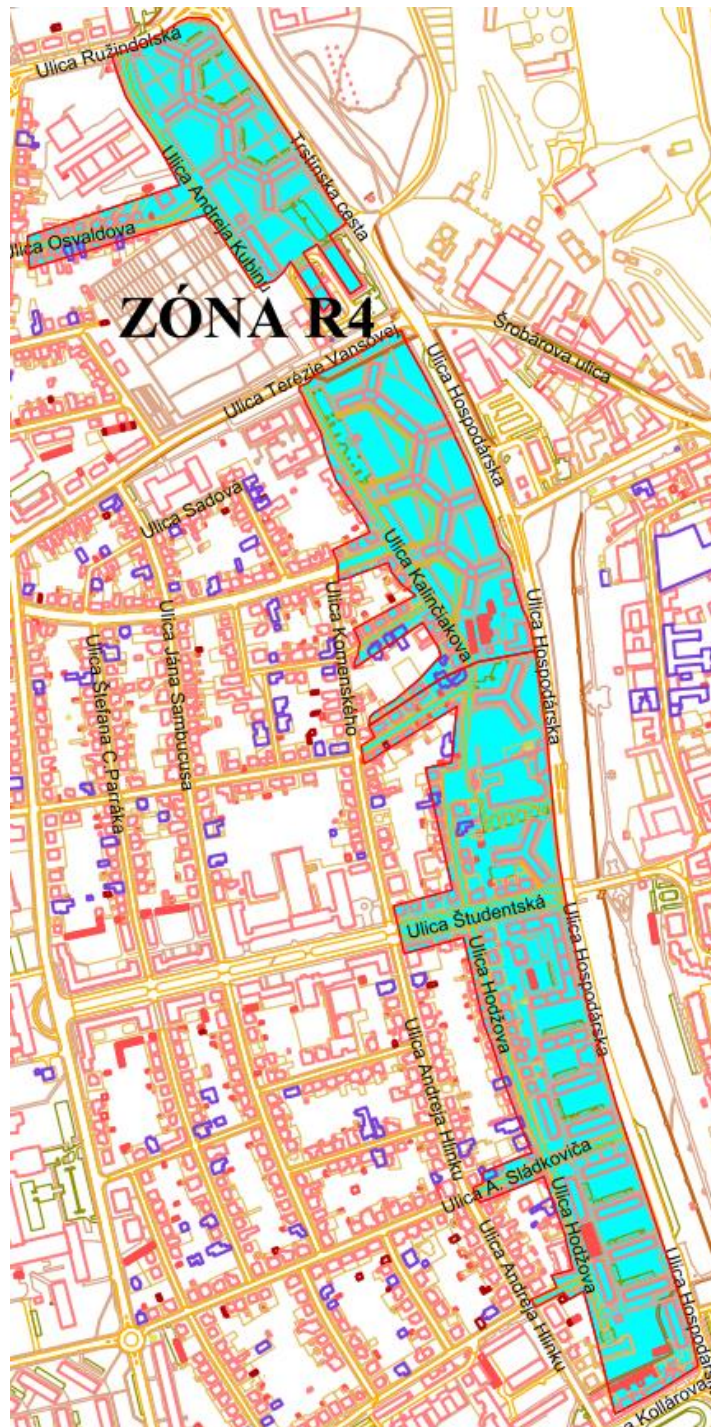 Ulica Ružindolská
Trstínska cesta
Ulica Andreja Kubinu
Ulica Osvaldova
ZÓNA R4
Ulica Terézie Vansovej
Ulica Hospodárska
Šrobárova ulica
Ulica Sadová
Ulica Kalinčiakova
Ulica Komenského
Ulica Hospodárska
Ulica Jána Sambucusa
Ulica Štefana C.Parráka
Ulica Študentská
Ulica Hospodárska
Ulica Hodžova
Ulica Andreja Hlinku
Ulica A. Sládkoviča
Ulica Hodžova
Ulica Andreja Hlinku
Ulica Hospodárs
a Kollárova